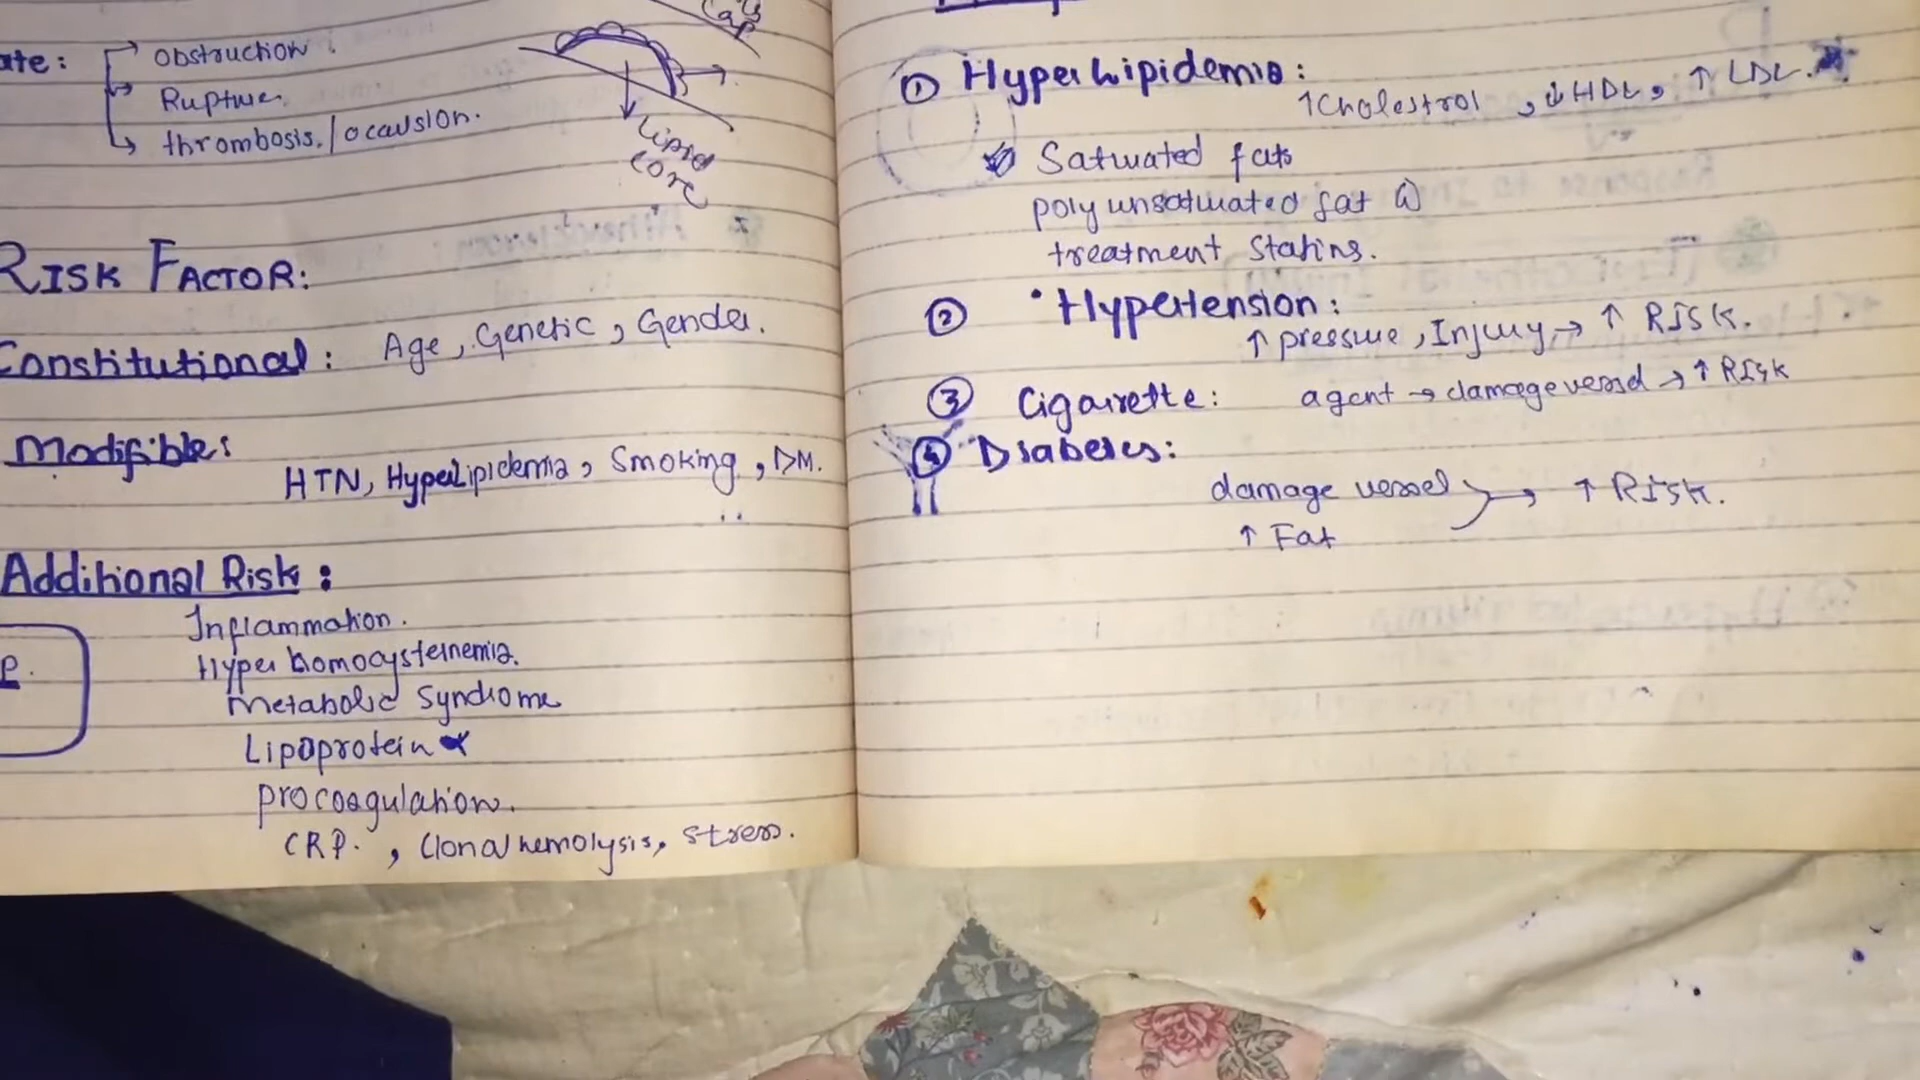 ate: obstruction.
Rupture.
thrombosis./ocausion.
cap
Lipid
core
RISK FACTOR:
Constitutional: Age, Genetic, Gender.
Modifible:
HTN, Hyperlipidemia, Smoking, DM.
Additional Risk:
Inflammation.
Hyper homocysteinemia.
Metabolic Syndrome
Lipoprotein
procoagulation.
CRP. , Clonal hemolysis, stress.
① HyperLipidemia:
↑Cholestrol , ↓HDL, ↑ LDL.
Saturated fats
poly unsaturated fat
treatment Statins.
② Hypertension:
↑ pressure, Injury → ↑ RISK.
③ Cigairette: agent → damage vessel → ↑ RISK
④ Diabetes:
damage vessel → ↑ RISK.
↑ Fat